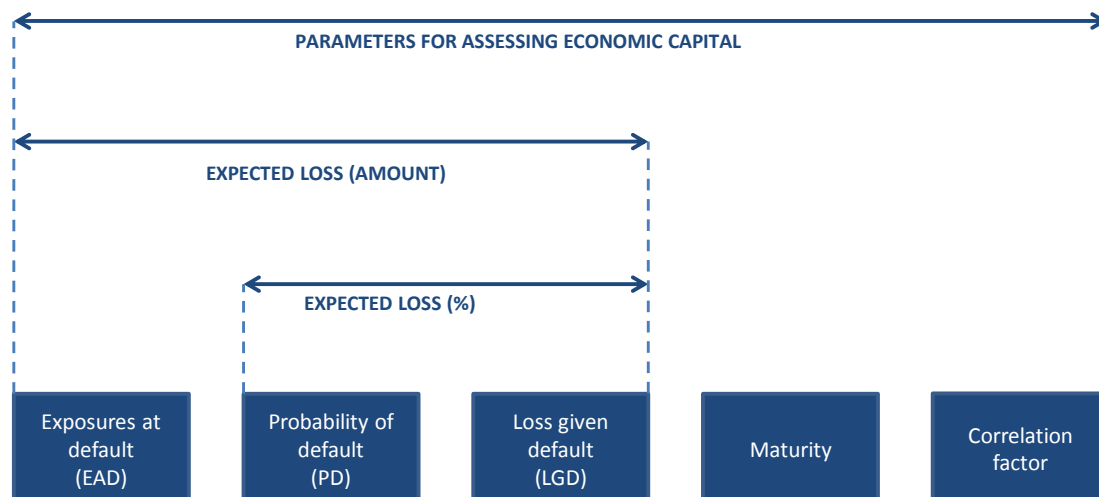 PARAMETERS FOR ASSESSING ECONOMIC CAPITAL
EXPECTED LOSS (AMOUNT)
EXPECTED LOSS (%)
Exposures at
default
(EAD)
Probability of
default
(PD)
Loss given
default
(LGD)
Maturity
Correlation
factor